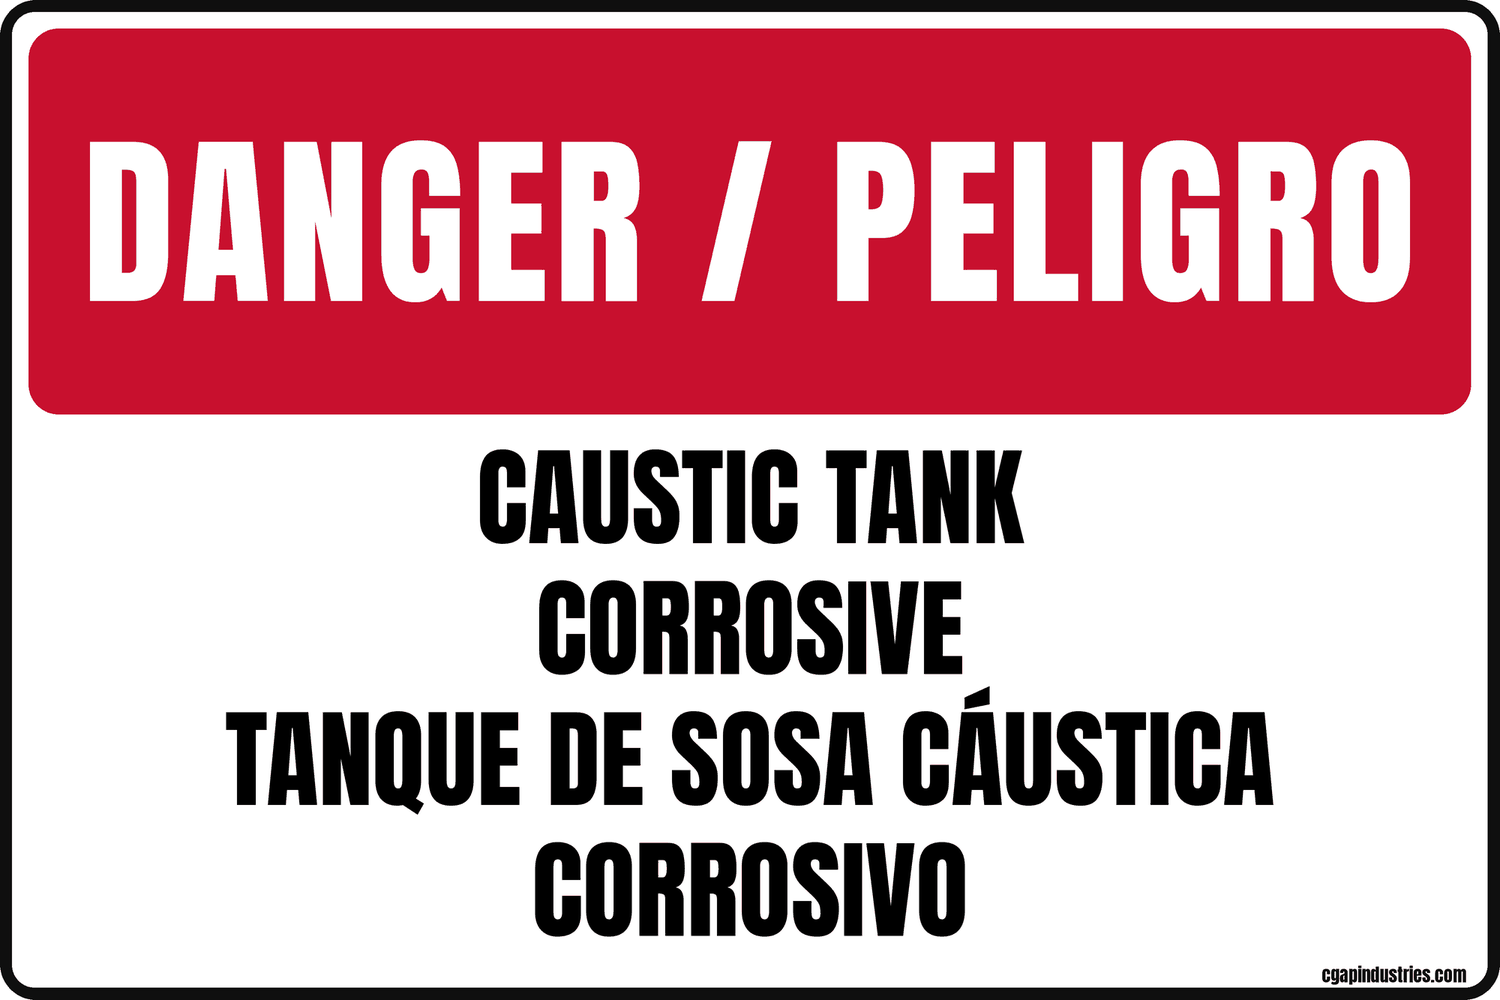 DANGER / PELIGRO
CAUSTIC TANK
CORROSIVE
TANQUE DE SOSA CÁUSTICA
CORROSIVO
cgapindustries.com